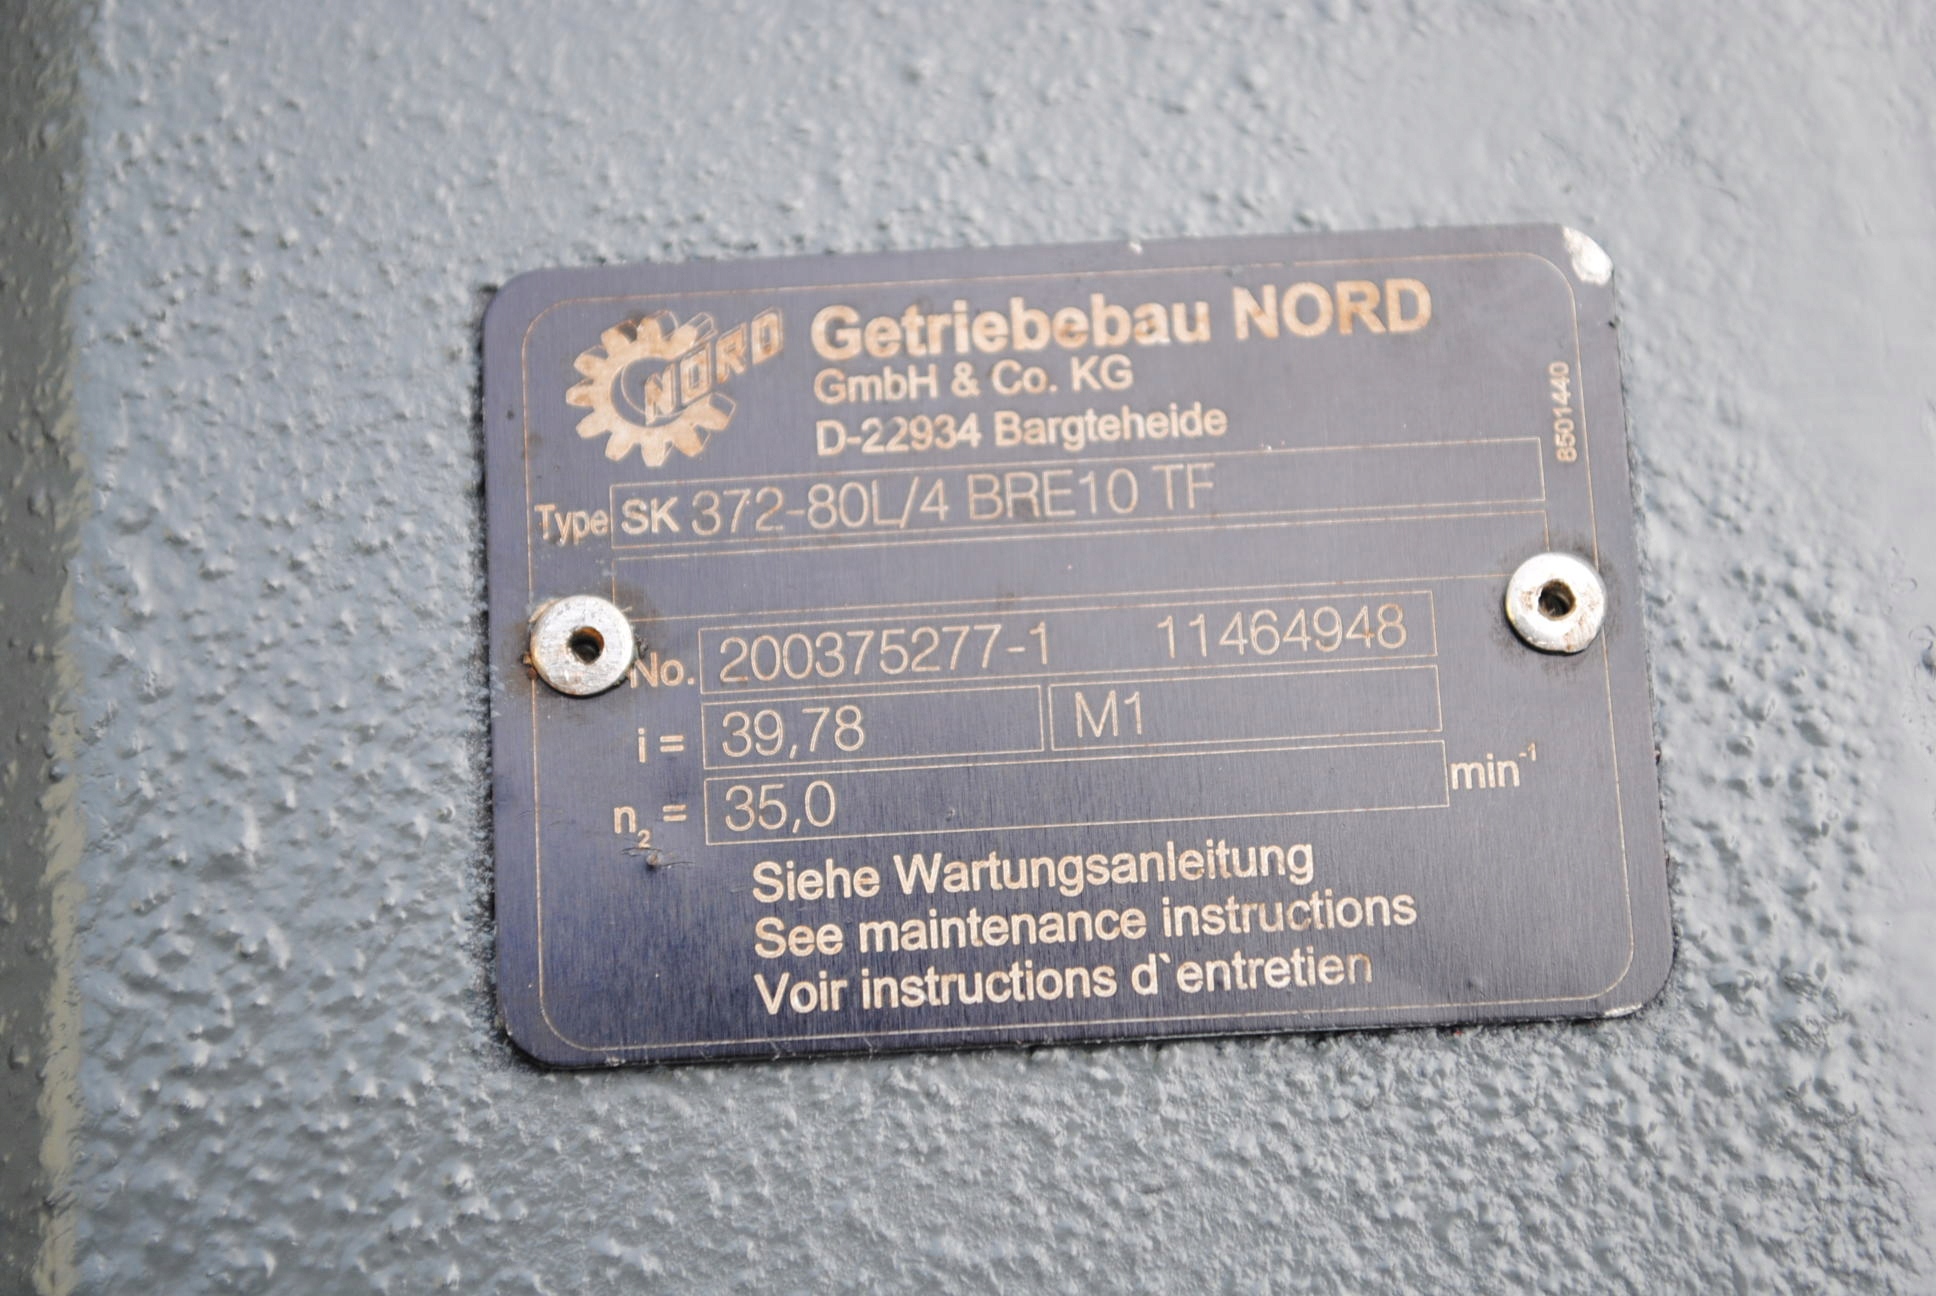 NORD
Getriebebau NORD
GmbH & Co. KG
D-22934 Bargteheide
8501440
Type SK 372-80L/4 BRE10 TF
No. 200375277-1 11464948
i = 39,78 M1
n₂ = 35,0 min⁻¹
Siehe Wartungsanleitung
See maintenance instructions
Voir instructions d`entretien